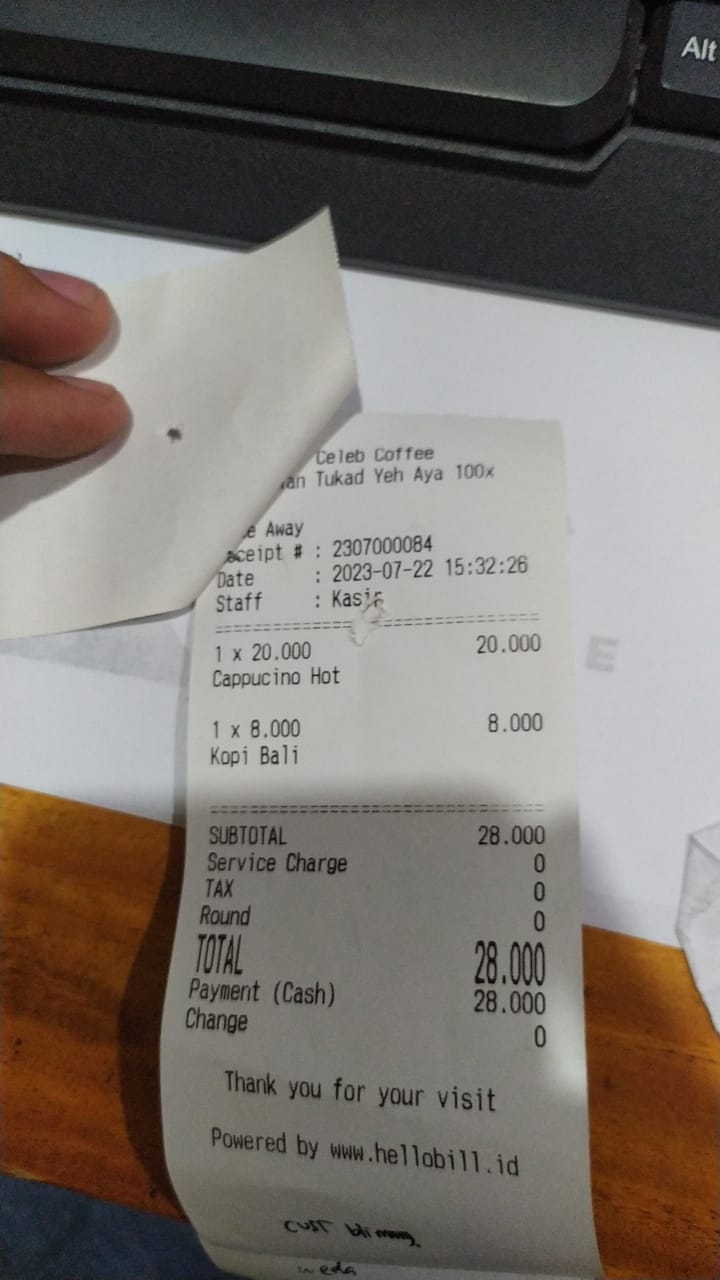 Alt
Celeb Coffee
Tukad Yeh Aya 100x
Away
# : 2307000084
Date : 2023-07-22 15:32:26
Staff : Kasir
1 x 20.000 20.000
Cappucino Hot
1 x 8.000 8.000
Kopi Bali
SUBTOTAL 28.000
Service Charge 0
TAX 0
Round 0
TOTAL 28.000
Payment (Cash) 28.000
Change 0
Thank you for your visit
Powered by www.hellobill.id
cust
weda
E